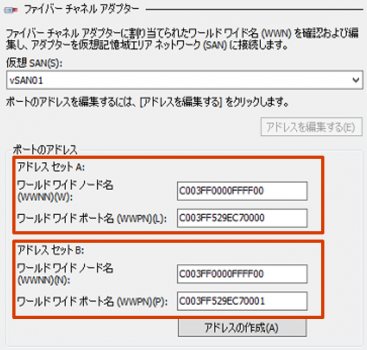 ファイバー チャネル アダプター
ファイバー チャネル アダプターに割り当てられたワールド ワイド名 (WWN) を確認および編
集し、アダプターを仮想記憶域エリア ネットワーク (SAN) に接続します。
仮想 SAN(S):
vSAN01
ポートのアドレスを編集するには、[アドレスを編集する] をクリックします。
アドレスを編集する(E)
ポートのアドレス
アドレス セット A:
ワールド ワイド ノード名
(WWNN)(W):
C003FF0000FFFF00
ワールド ワイド ポート名 (WWPN)(L):
C003FF529EC70000
アドレス セット B:
ワールド ワイド ノード名
(WWNN)(N):
C003FF0000FFFF00
ワールド ワイド ポート名 (WWPN)(P):
C003FF529EC70001
アドレスの作成(A)